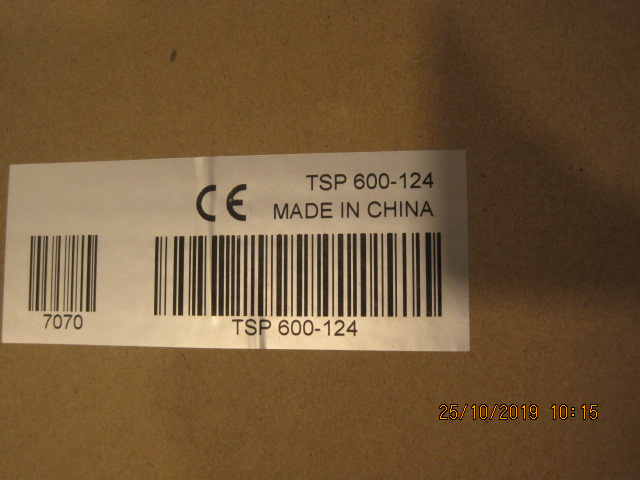 TSP 600-124
CE
MADE IN CHINA
7070
TSP 600-124
25/10/2019 10:15